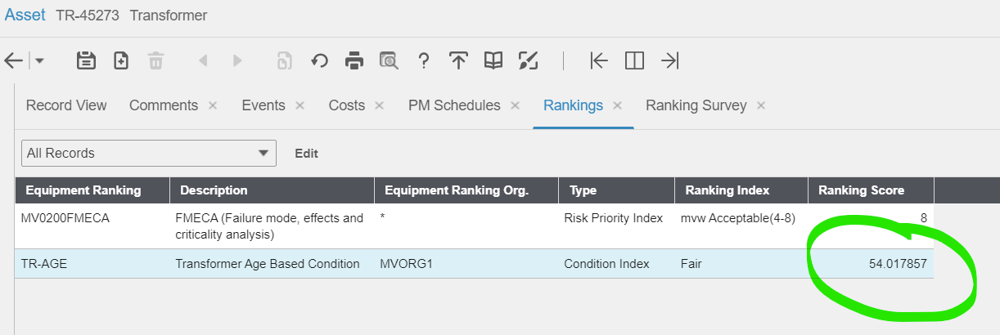 Asset TR-45273 Transformer
Record View Comments Events Costs PM Schedules Rankings Ranking Survey
All Records Edit
Equipment Ranking Description Equipment Ranking Org. Type Ranking Index Ranking Score
MV0200FMECA FMECA (Failure mode, effects and * Risk Priority Index mvw Acceptable(4-8) 8
criticality analysis)
TR-AGE Transformer Age Based Condition MVORG1 Condition Index Fair 54.017857